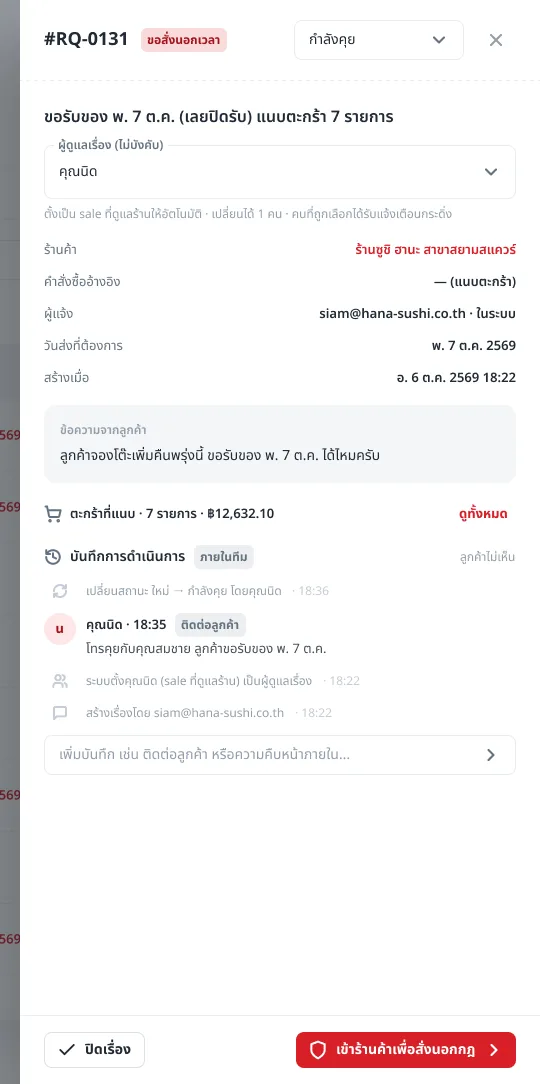 #RQ-0131 ขอสั่งนอกเวลา กำลังคุย
ขอรับของ พ. 7 ต.ค. (เลยปิดรับ) แนบตะกร้า 7 รายการ
ผู้ดูแลเรื่อง (ไม่บังคับ)
คุณนิด
ตั้งเป็น sale ที่ดูแลร้านให้อัตโนมัติ · เปลี่ยนได้ 1 คน · คนที่ถูกเลือกได้รับแจ้งเตือนกระดิ่ง
ร้านค้า ร้านซูชิ ฮานะ สาขาสยามสแควร์
คำสั่งซื้ออ้างอิง — (แนบตะกร้า)
ผู้แจ้ง siam@hana-sushi.co.th · ในระบบ
วันส่งที่ต้องการ พ. 7 ต.ค. 2569
สร้างเมื่อ อ. 6 ต.ค. 2569 18:22
ข้อความจากลูกค้า
ลูกค้าจองโต๊ะเพิ่มคืนพรุ่งนี้ ขอรับของ พ. 7 ต.ค. ได้ไหมครับ
ตะกร้าที่แนบ · 7 รายการ · ฿12,632.10 ดูทั้งหมด
บันทึกการดำเนินการ ภายในทีม ลูกค้าไม่เห็น
เปลี่ยนสถานะ ใหม่ → กำลังคุย โดยคุณนิด · 18:36
น คุณนิด · 18:35 ติดต่อลูกค้า
โทรคุยกับคุณสมชาย ลูกค้าขอรับของ พ. 7 ต.ค.
ระบบตั้งคุณนิด (sale ที่ดูแลร้าน) เป็นผู้ดูแลเรื่อง · 18:22
สร้างเรื่องโดย siam@hana-sushi.co.th · 18:22
เพิ่มบันทึก เช่น ติดต่อลูกค้า หรือความคืบหน้าภายใน...
ปิดเรื่อง เข้าร้านค้าเพื่อสั่งนอกกฎ
569
569
569
569